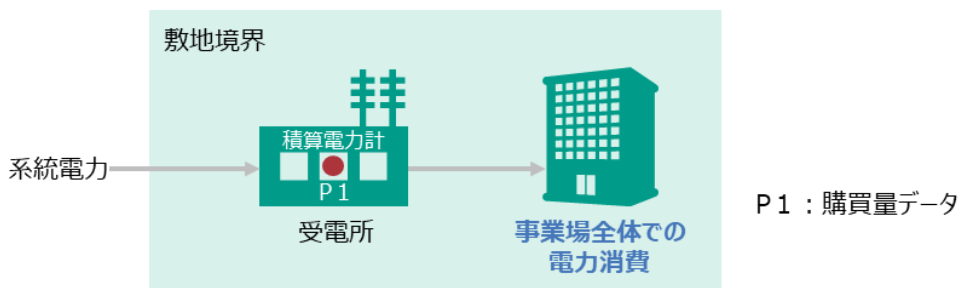 敷地境界
系統電力
積算電力計
P1
受電所
事業場全体での
電力消費
P1：購買量データ